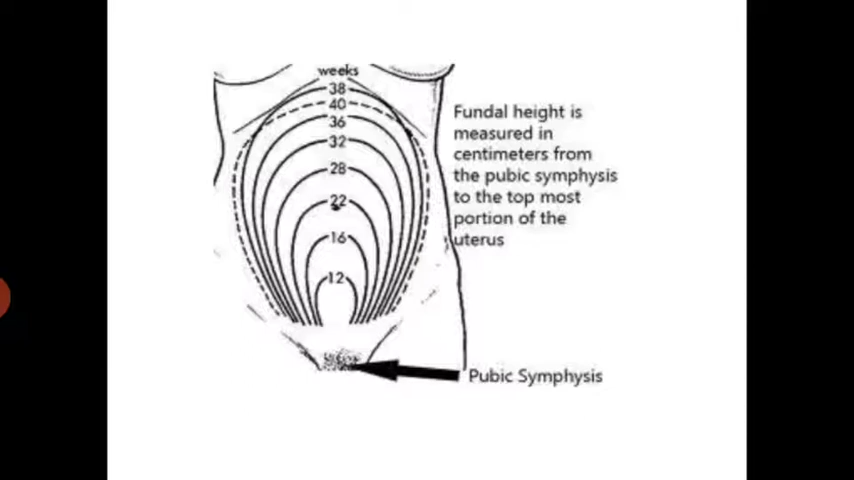 weeks
38
40
36
32
28
22
16
12
Fundal height is
measured in
centimeters from
the pubic symphysis
to the top most
portion of the
uterus
Pubic Symphysis